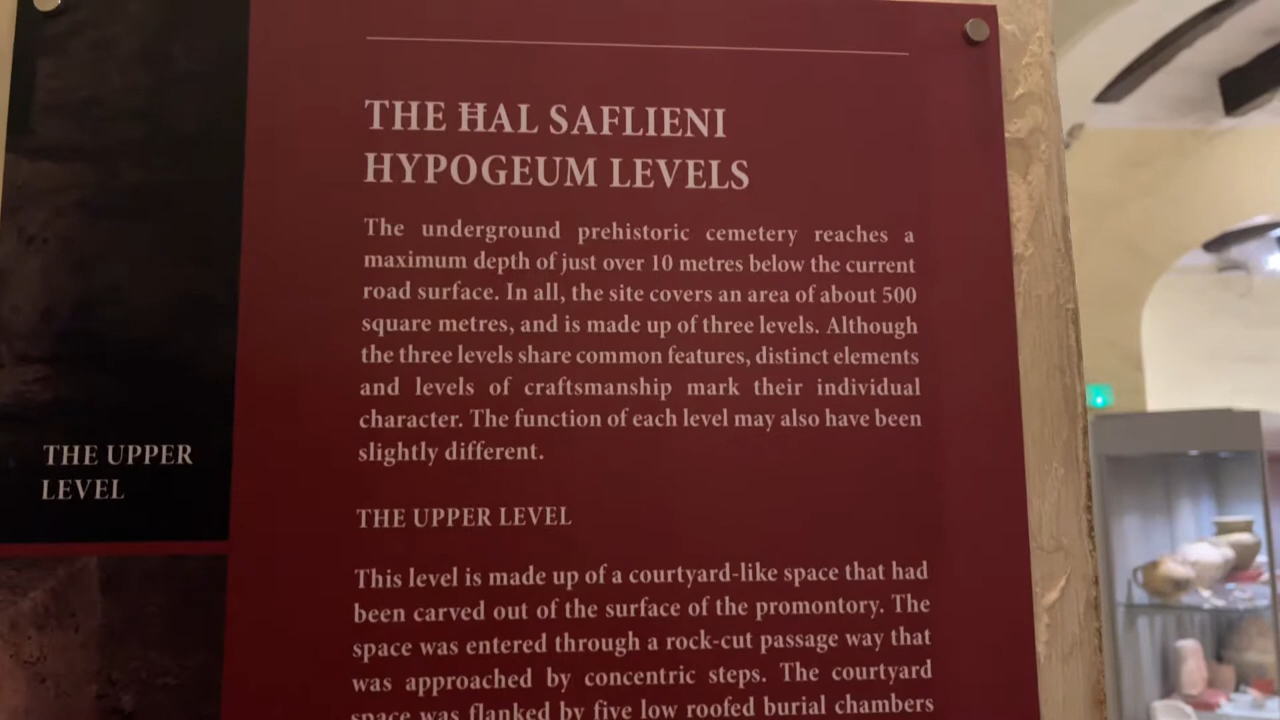 THE ĦAL SAFLIENI
HYPOGEUM LEVELS
The underground prehistoric cemetery reaches a
maximum depth of just over 10 metres below the current
road surface. In all, the site covers an area of about 500
square metres, and is made up of three levels. Although
the three levels share common features, distinct elements
and levels of craftsmanship mark their individual
character. The function of each level may also have been
slightly different.
THE UPPER LEVEL
This level is made up of a courtyard-like space that had
been carved out of the surface of the promontory. The
space was entered through a rock-cut passage way that
was approached by concentric steps. The courtyard
space was flanked by five low roofed burial chambers
THE UPPER
LEVEL